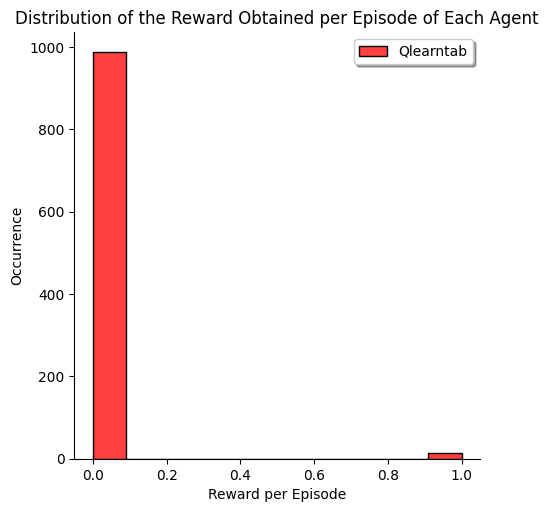 Distribution of the Reward Obtained per Episode of Each Agent
Qlearntab
1000
800
600
400
200
0
Occurrence
0.0 0.2 0.4 0.6 0.8 1.0
Reward per Episode